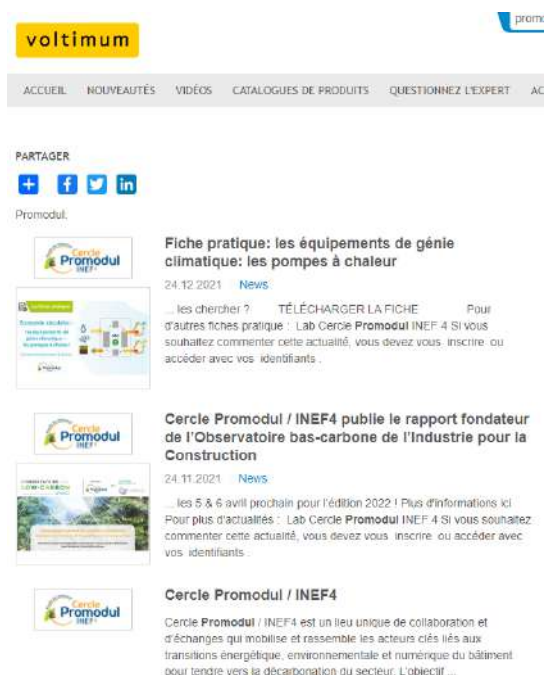 promo
voltimum
ACCUEIL NOUVEAUTÉS VIDÉOS CATALOGUES DE PRODUITS QUESTIONNEZ L'EXPERT AC
PARTAGER
Promodul:
Cercle
Promodul
INEF4
Fiche pratique: les équipements de génie
climatique: les pompes à chaleur
24.12.2021 News
... les chercher ? TÉLÉCHARGER LA FICHE Pour
d'autres fiches pratique : Lab Cercle Promodul INEF 4 Si vous
souhaitez commenter cette actualité, vous devez vous inscrire ou
accéder avec vos identifiants .
Cercle
Promodul
INEF4
Cercle Promodul / INEF4 publie le rapport fondateur
de l'Observatoire bas-carbone de l'Industrie pour la
Construction
24.11.2021 News
... les 5 & 6 avril prochain pour l'édition 2022 ! Plus d'informations ici
Pour plus d'actualités : Lab Cercle Promodul INEF 4 Si vous souhaitez
commenter cette actualité, vous devez vous inscrire ou accéder avec
vos identifiants .
Cercle
Promodul
INEF4
Cercle Promodul / INEF4
Cercle Promodul / INEF4 est un lieu unique de collaboration et
d'échanges qui mobilise et rassemble les acteurs clés liés aux
transitions énergétique, environnementale et numérique du bâtiment
pour tendre vers la décarbonation du secteur. L'objectif ...